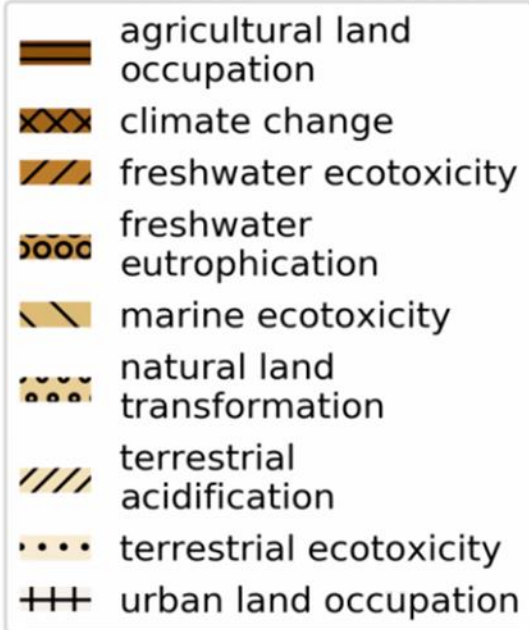 agricultural land
occupation
climate change
freshwater ecotoxicity
freshwater
eutrophication
marine ecotoxicity
natural land
transformation
terrestrial
acidification
terrestrial ecotoxicity
urban land occupation